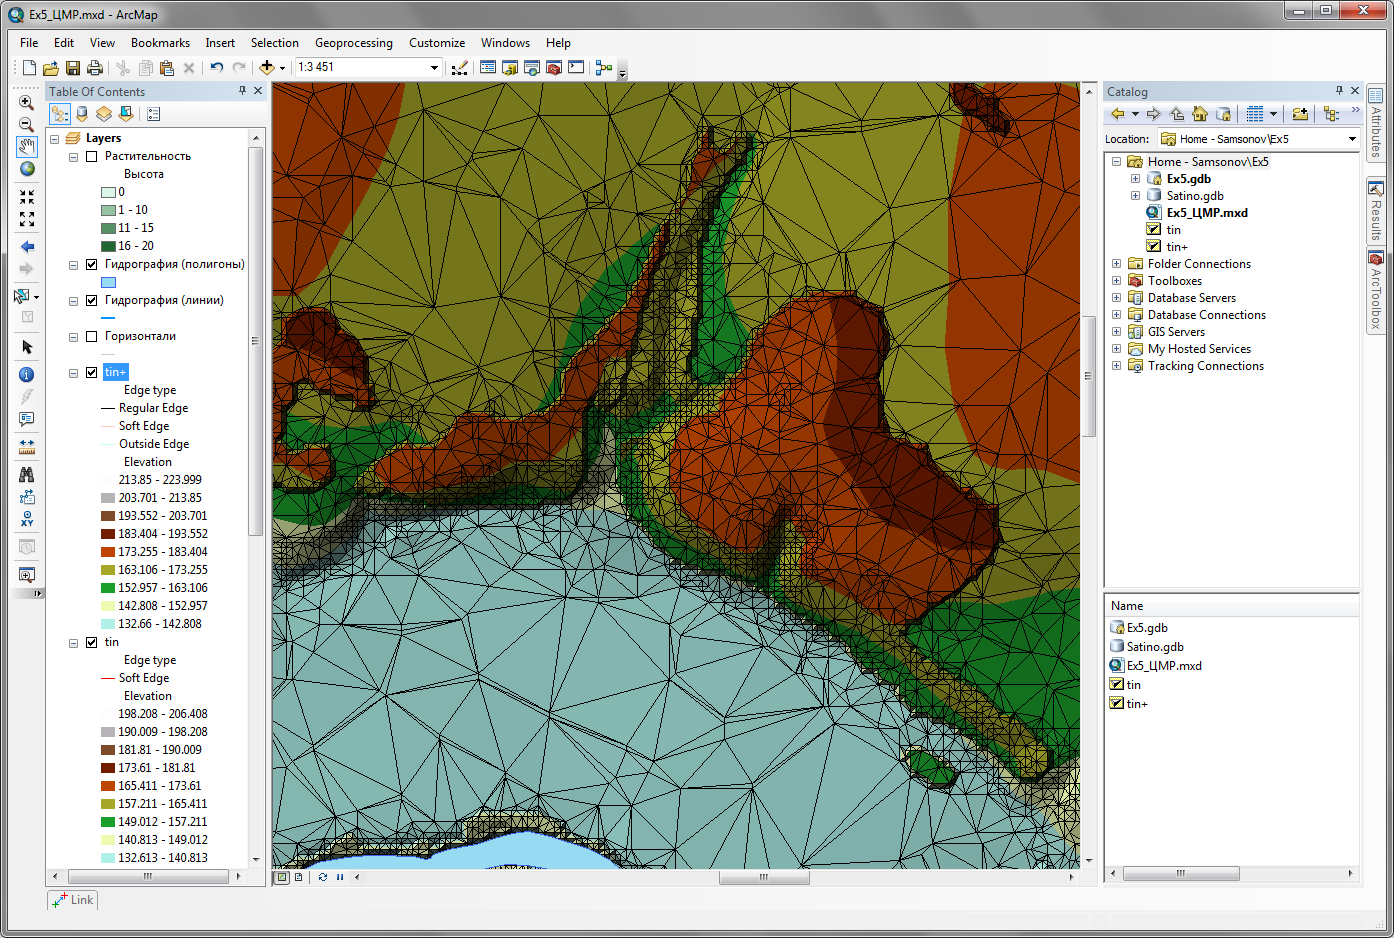 Ex5_ЦМР.mxd - ArcMap
File Edit View Bookmarks Insert Selection Geoprocessing Customize Windows Help
1:3 451
Table Of Contents
Layers
Растительность
Высота
0
1 - 10
11 - 15
16 - 20
Гидрография (полигоны)
Гидрография (линии)
Горизонтали
tin+
Edge type
Regular Edge
Soft Edge
Outside Edge
Elevation
213.85 - 223.999
203.701 - 213.85
193.552 - 203.701
183.404 - 193.552
173.255 - 183.404
163.106 - 173.255
152.957 - 163.106
142.808 - 152.957
132.66 - 142.808
tin
Edge type
Soft Edge
Elevation
198.208 - 206.408
190.009 - 198.208
181.81 - 190.009
173.61 - 181.81
165.411 - 173.61
157.211 - 165.411
149.012 - 157.211
140.813 - 149.012
132.613 - 140.813
XY
Link
Catalog
Location: Home - Samsonov\Ex5
Home - Samsonov\Ex5
Ex5.gdb
Satino.gdb
Ex5_ЦМР.mxd
tin
tin+
Folder Connections
Toolboxes
Database Servers
Database Connections
GIS Servers
My Hosted Services
Tracking Connections
Name
Ex5.gdb
Satino.gdb
Ex5_ЦМР.mxd
tin
tin+
Attributes
Results
ArcToolbox